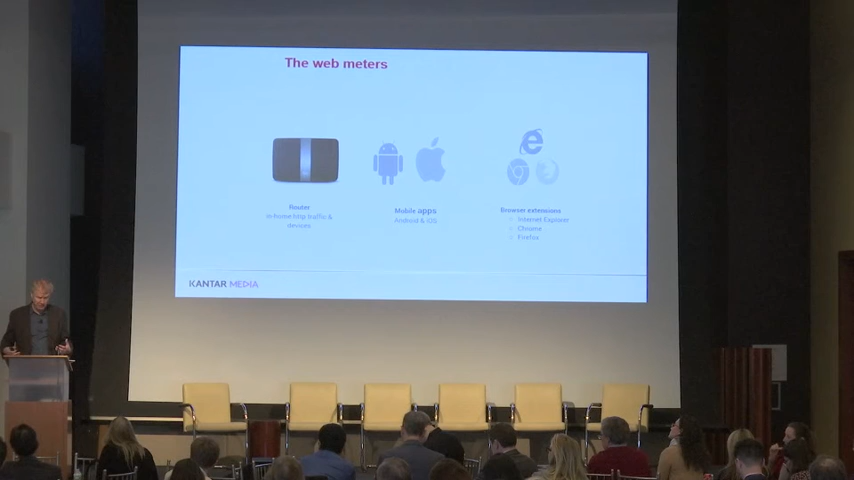 The web meters
Router
In-home http traffic &
devices
Mobile apps
Android & iOS
Browser extensions
Internet Explorer
Chrome
Firefox
KANTAR MEDIA